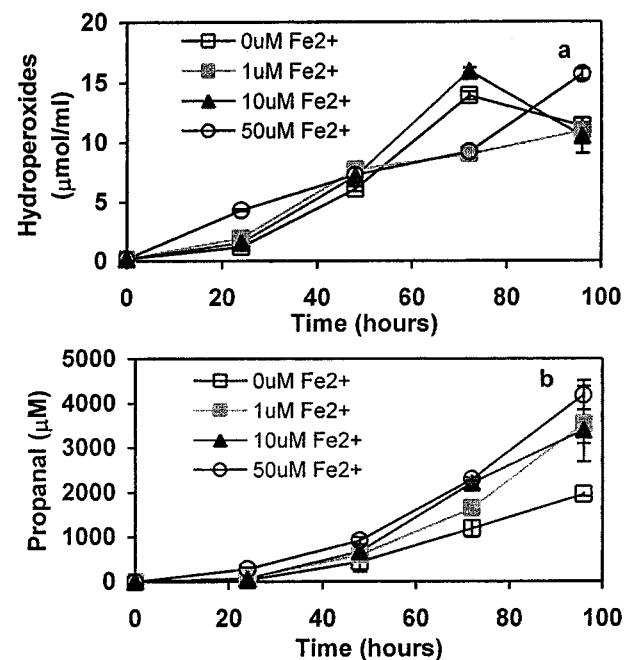 20
15
10
5
0
Hydroperoxides
(μmol/ml)
0uM Fe2+
1uM Fe2+
10uM Fe2+
50uM Fe2+
a
0
20
40
60
80
100
Time (hours)
5000
4000
3000
2000
1000
0
Propanal (μM)
0uM Fe2+
1uM Fe2+
10uM Fe2+
50uM Fe2+
b
0
20
40
60
80
100
Time (hours)